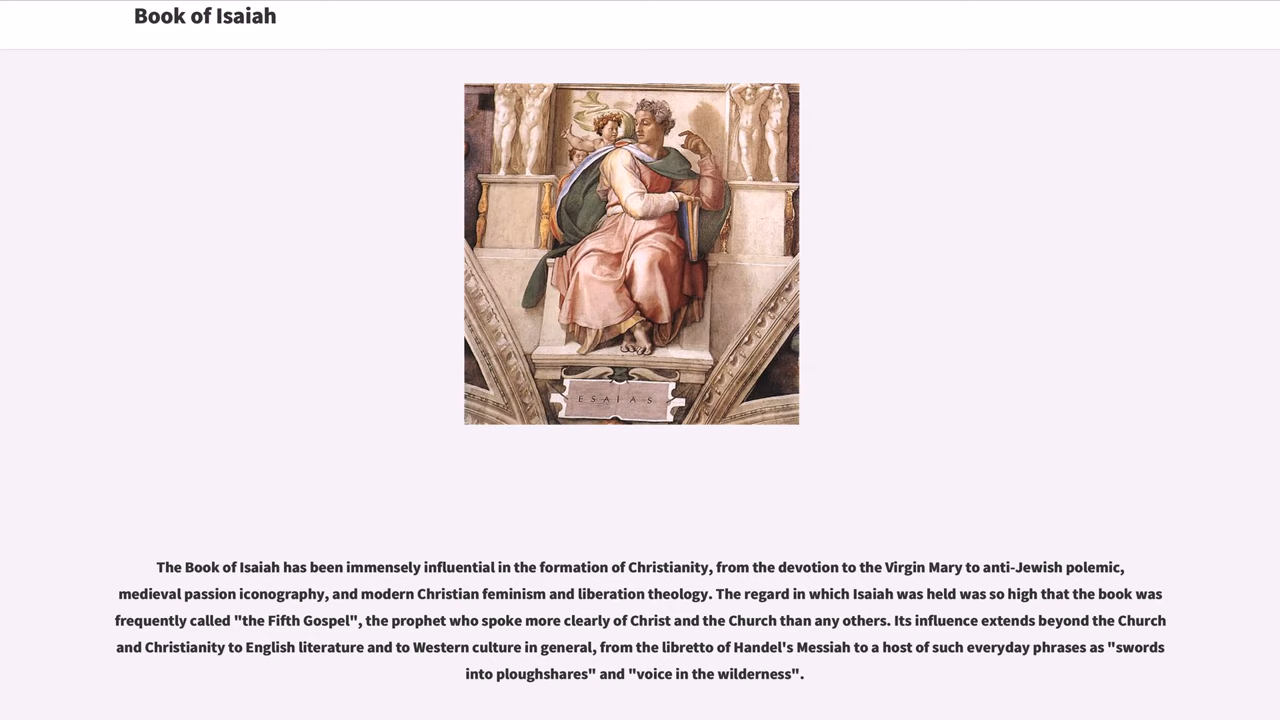 Book of Isaiah
ESAIAS
The Book of Isaiah has been immensely influential in the formation of Christianity, from the devotion to the Virgin Mary to anti-Jewish polemic,
medieval passion iconography, and modern Christian feminism and liberation theology. The regard in which Isaiah was held was so high that the book was
frequently called "the Fifth Gospel", the prophet who spoke more clearly of Christ and the Church than any others. Its influence extends beyond the Church
and Christianity to English literature and to Western culture in general, from the libretto of Handel's Messiah to a host of such everyday phrases as "swords
into ploughshares" and "voice in the wilderness".